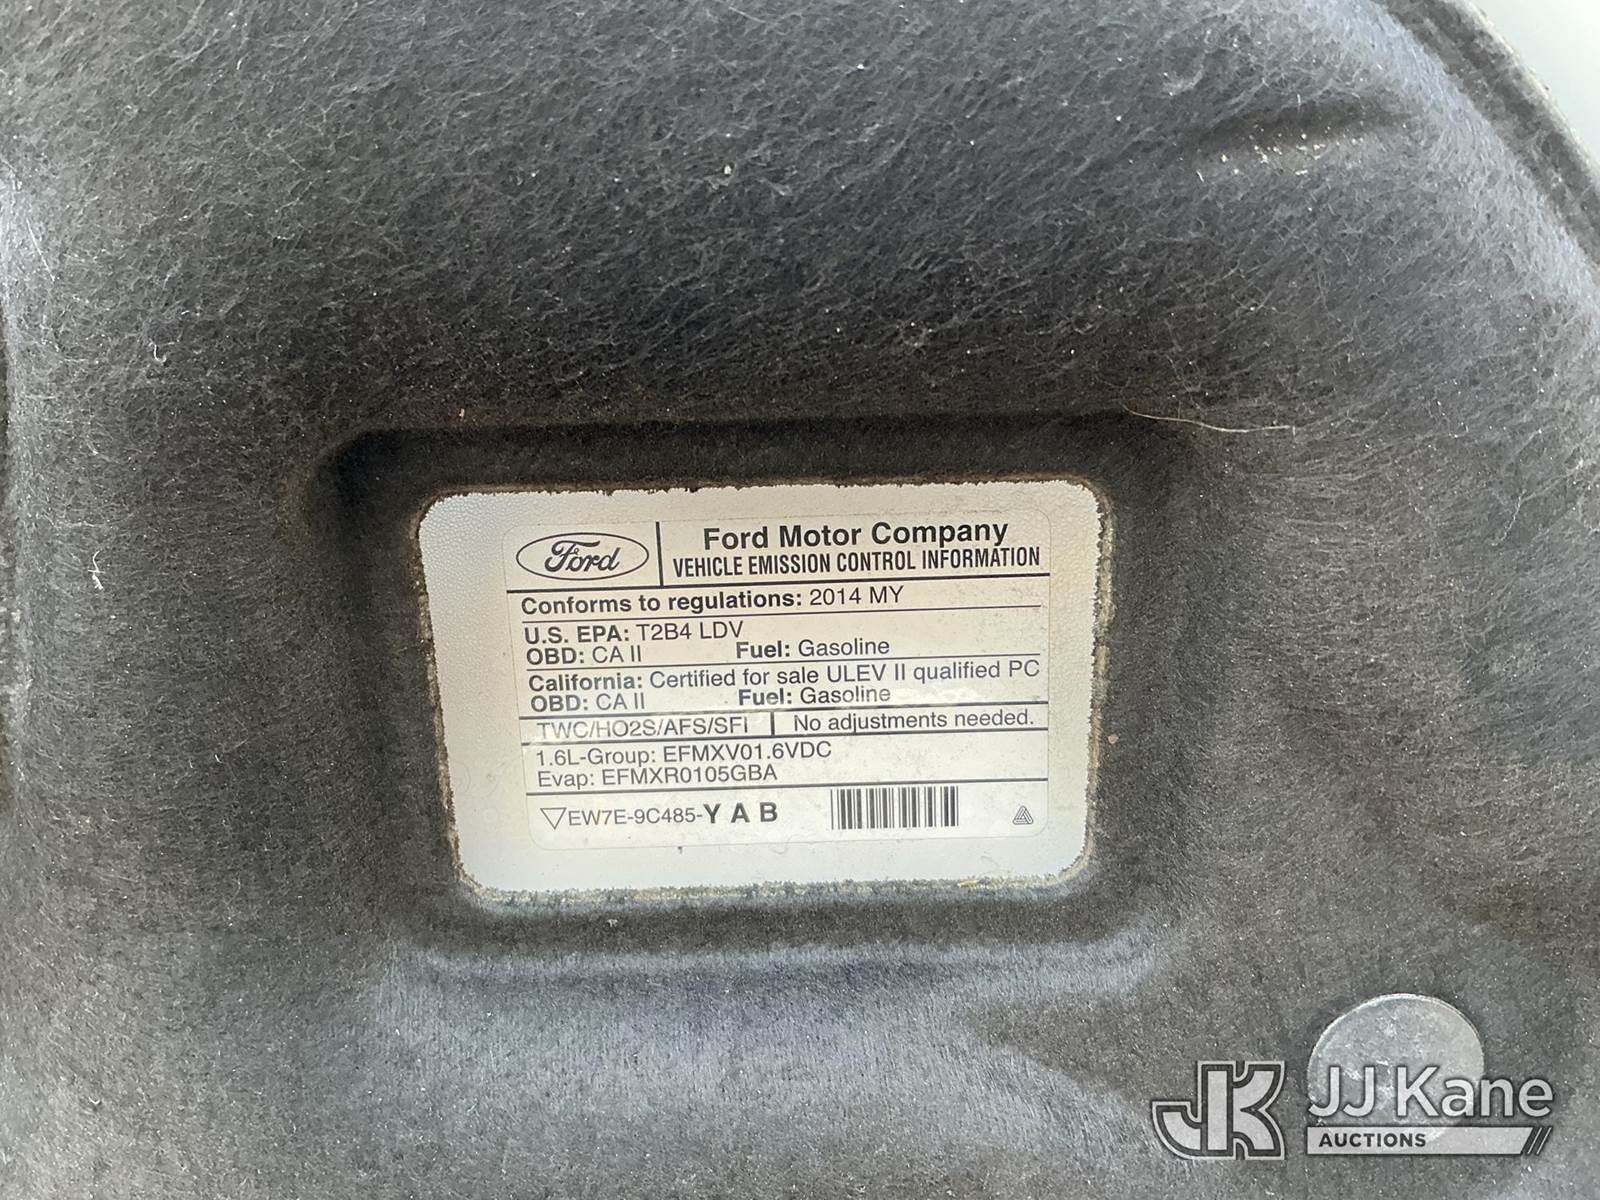 Ford
Ford Motor Company
VEHICLE EMISSION CONTROL INFORMATION
Conforms to regulations: 2014 MY
U.S. EPA: T2B4 LDV
OBD: CA II Fuel: Gasoline
California: Certified for sale ULEV II qualified PC
OBD: CA II Fuel: Gasoline
TWC/HO2S/AFS/SFI No adjustments needed.
1.6L-Group: EFMXV01.6VDC
Evap: EFMXR0105GBA
EW7E-9C485-Y A B
JK JJ Kane
AUCTIONS